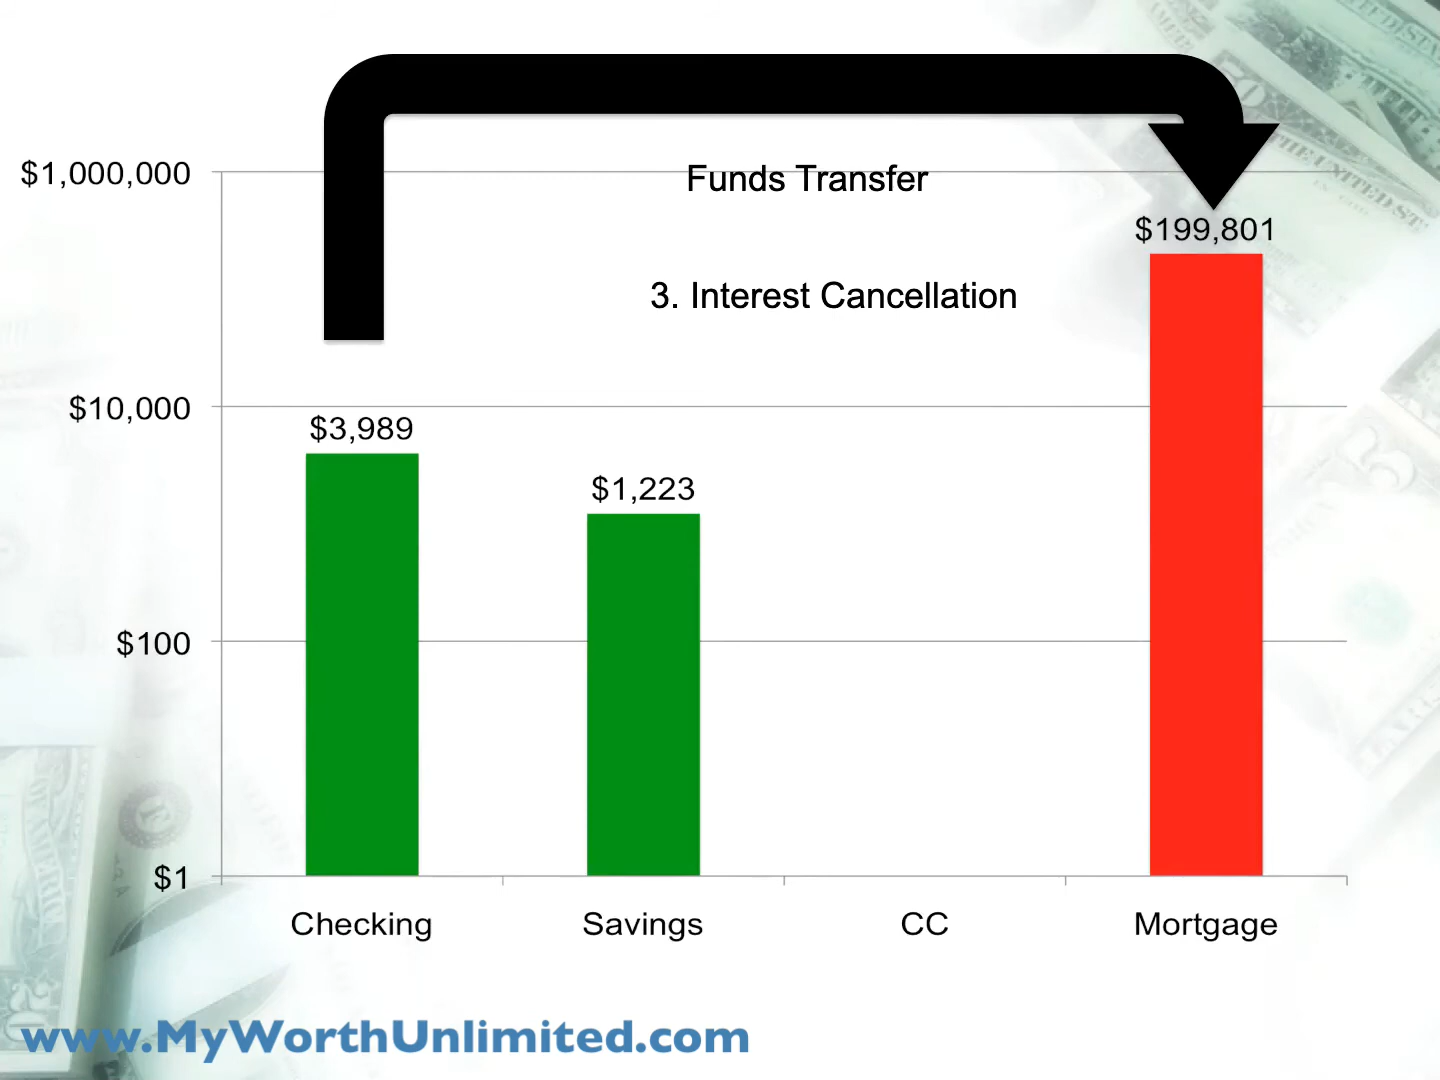 Funds Transfer
3. Interest Cancellation
$1,000,000
$10,000
$100
$1
$3,989
$1,223
$199,801
Checking
Savings
CC
Mortgage
www.MyWorthUnlimited.com